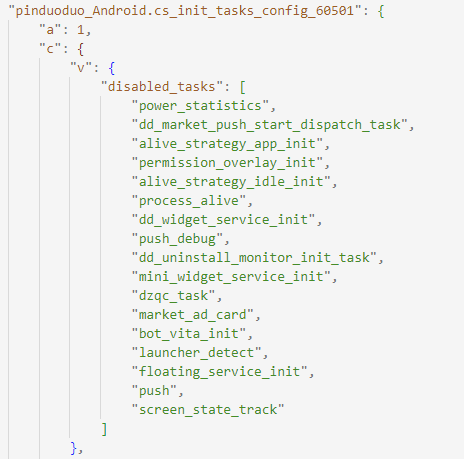 "pinduoduo_Android.cs_init_tasks_config_60501": {
"a": 1,
"c": {
"v": {
"disabled_tasks": [
"power_statistics",
"dd_market_push_start_dispatch_task",
"alive_strategy_app_init",
"permission_overlay_init",
"alive_strategy_idle_init",
"process_alive",
"dd_widget_service_init",
"push_debug",
"dd_uninstall_monitor_init_task",
"mini_widget_service_init",
"dzqc_task",
"market_ad_card",
"bot_vita_init",
"launcher_detect",
"floating_service_init",
"push",
"screen_state_track"
]
},